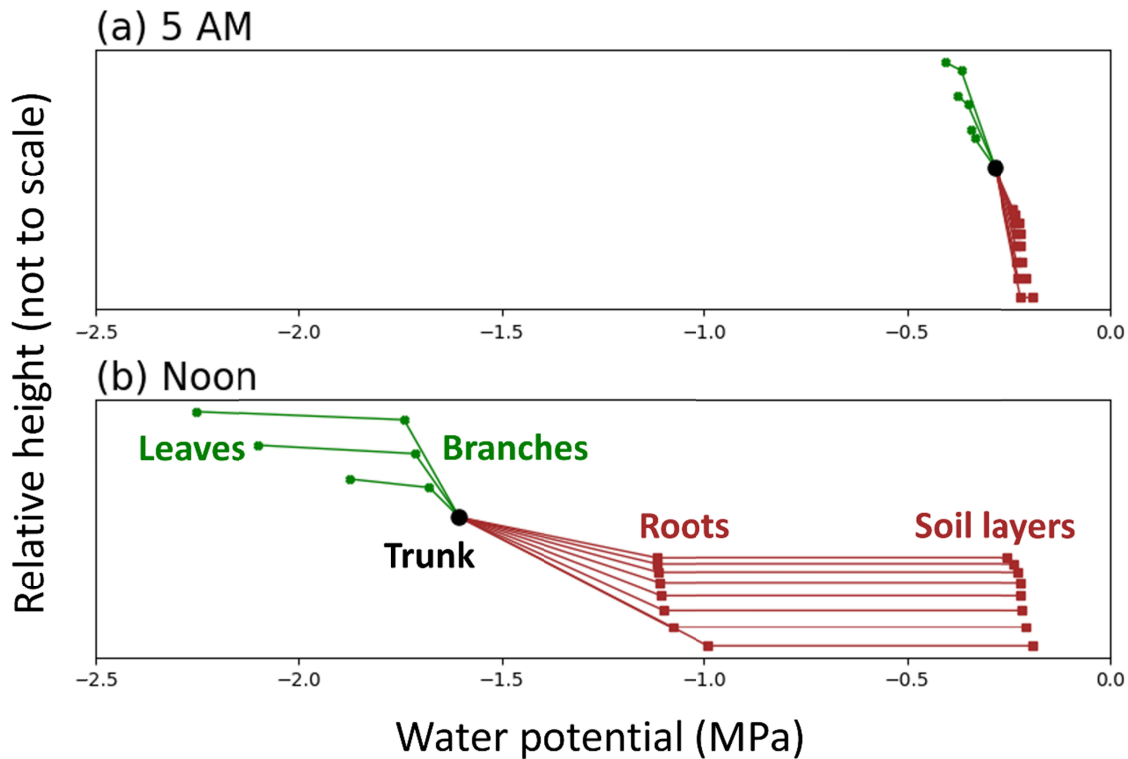 (a) 5 AM
−2.5 −2.0 −1.5 −1.0 −0.5 0.0
(b) Noon
Leaves Branches
Roots Soil layers
Trunk
−2.5 −2.0 −1.5 −1.0 −0.5 0.0
Water potential (MPa)
Relative height (not to scale)